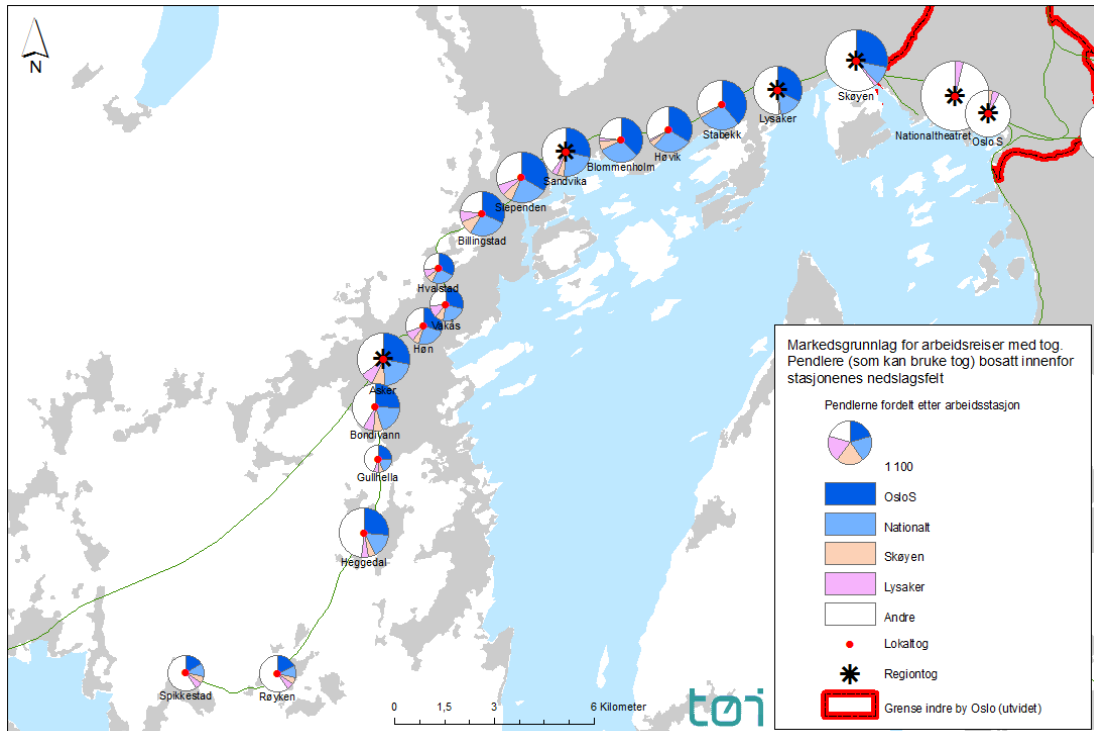 N
Skøyen
Nationaltheatret
Oslo S
Lysaker
Stabekk
Høvik
Blommenholm
Sandvika
Slependen
Billingstad
Hvalstad
Vakås
Høn
Asker
Bondivann
Gullhella
Heggedal
Spikkestad
Røyken
Markedsgrunnlag for arbeidsreiser med tog.
Pendlere (som kan bruke tog) bosatt innenfor
stasjonenes nedslagsfelt
Pendlerne fordelt etter arbeidsstasjon
1 100
OsloS
Nationalt
Skøyen
Lysaker
Andre
Lokaltog
Regiontog
Grense indre by Oslo (utvidet)
0 1,5 3 6 Kilometer
tøi